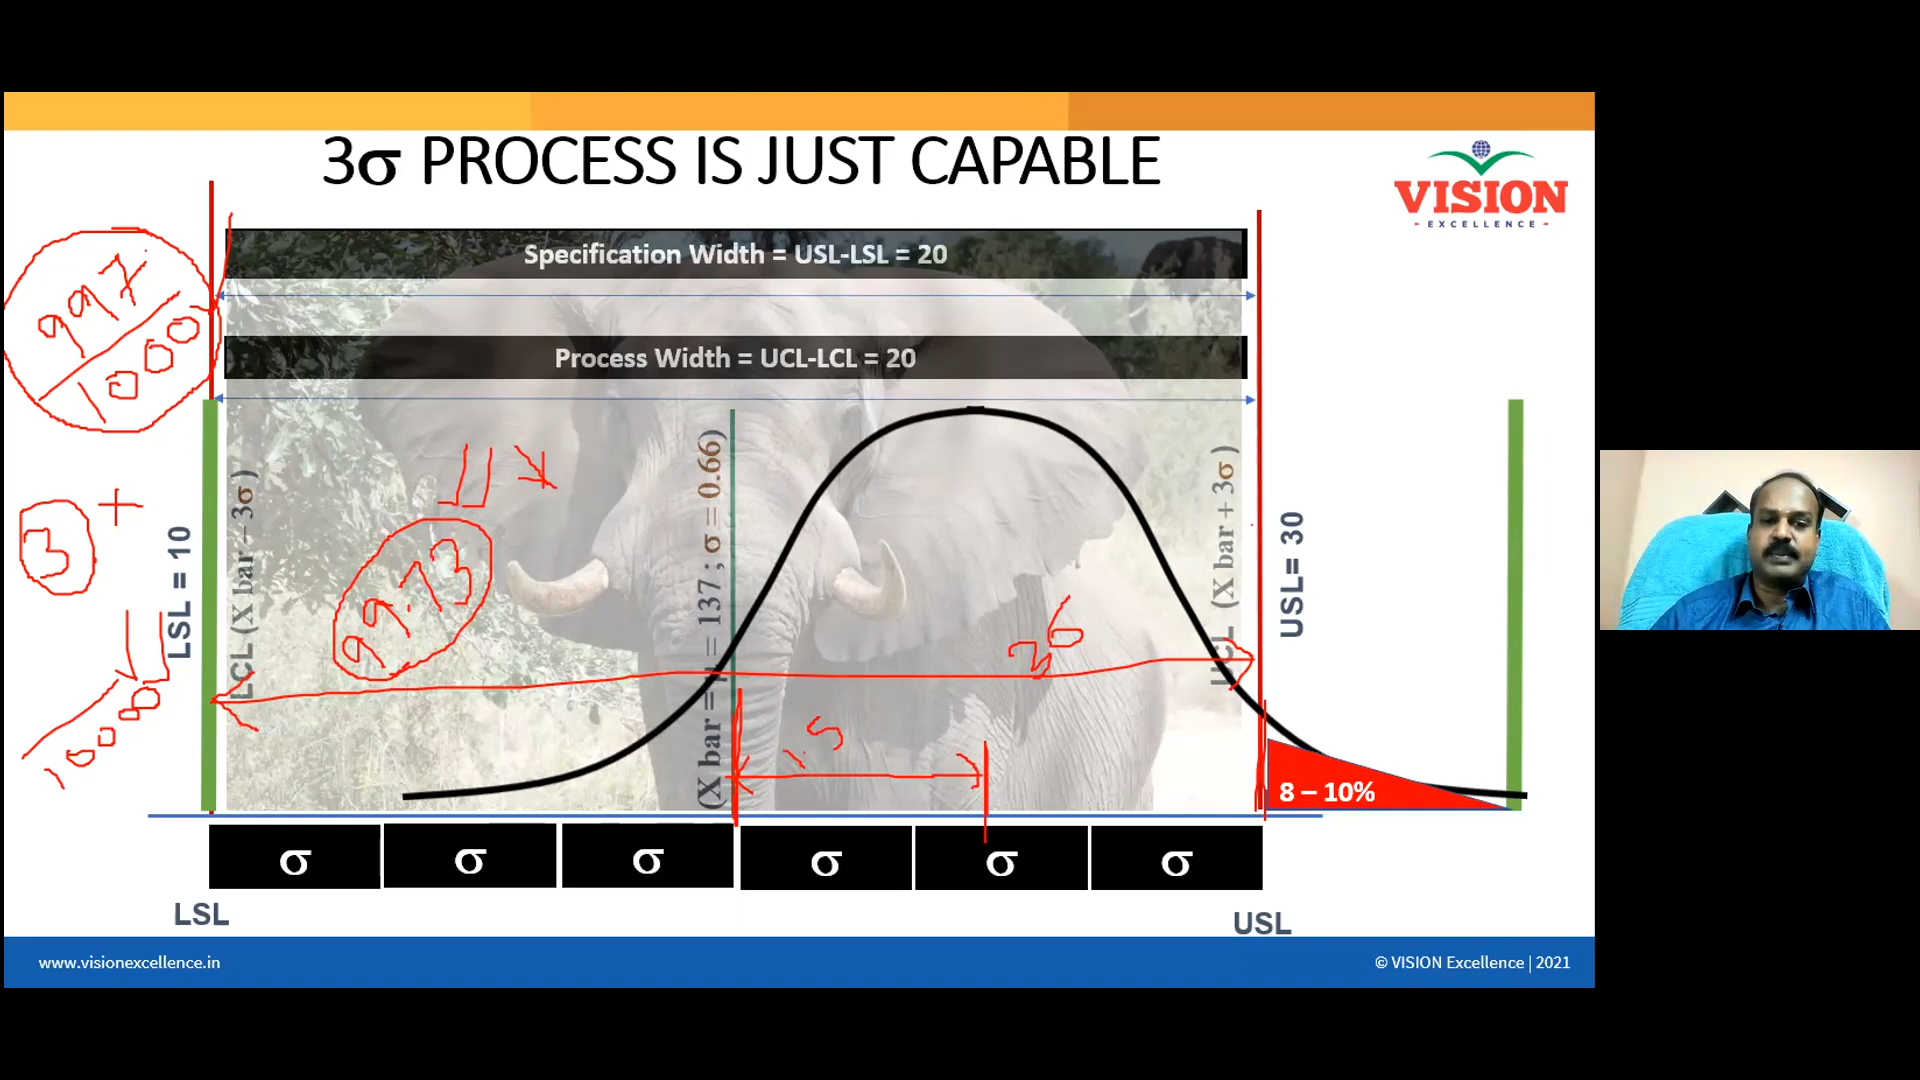 3σ PROCESS IS JUST CAPABLE
VISION
EXCELLENCE
Specification Width = USL-LSL = 20
Process Width = UCL-LCL = 20
997
1000
3+
99.73
3σ
1.5
LSL = 10
LCL (X bar – 3σ)
(X bar = μ = 137 ; σ = 0.66)
UCL (X bar + 3σ)
USL= 30
8 – 10%
σ σ σ σ σ σ
LSL
USL
www.visionexcellence.in
© VISION Excellence | 2021